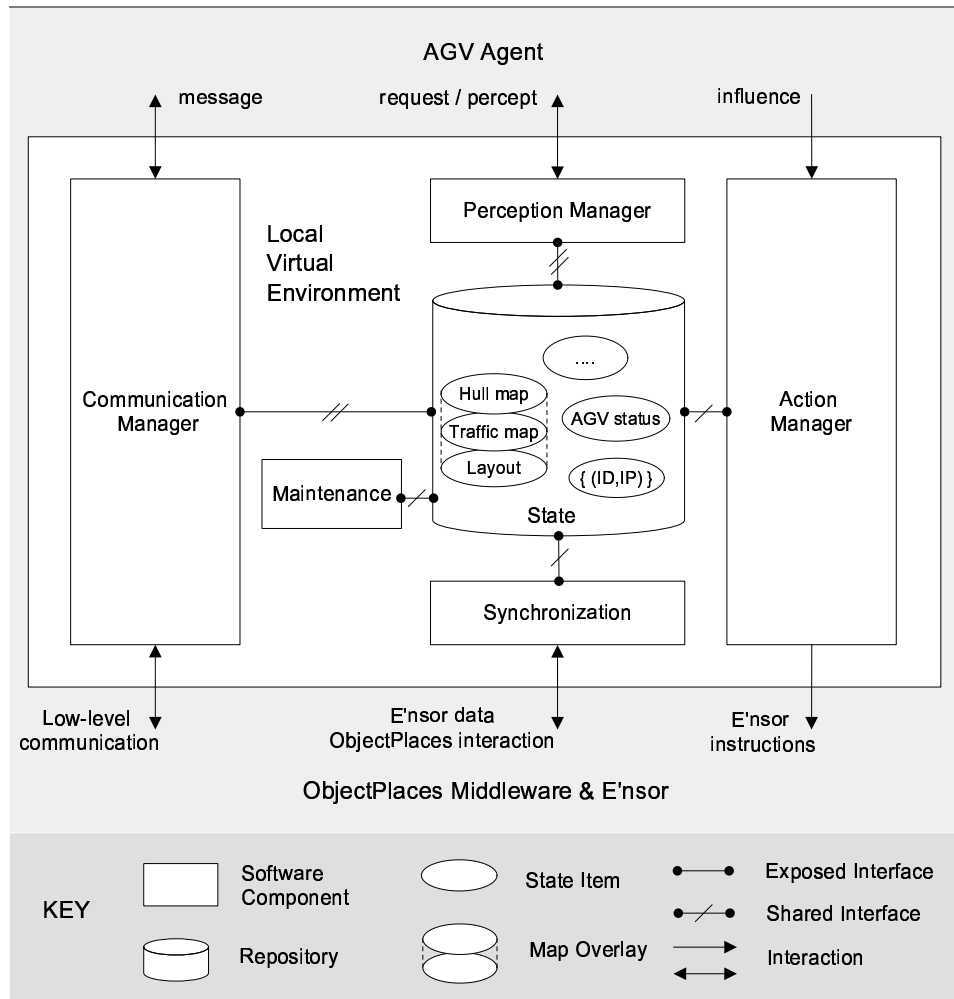 AGV Agent
message
request / percept
influence
Perception Manager
Local
Virtual
Environment
....
Hull map
Communication
Manager
AGV status
Action
Manager
Traffic map
Layout
{ (ID,IP) }
Maintenance
State
Synchronization
Low-level
communication
E'nsor data
ObjectPlaces interaction
E'nsor
instructions
ObjectPlaces Middleware & E'nsor
KEY
Software
Component
State Item
Exposed Interface
Shared Interface
Repository
Map Overlay
Interaction